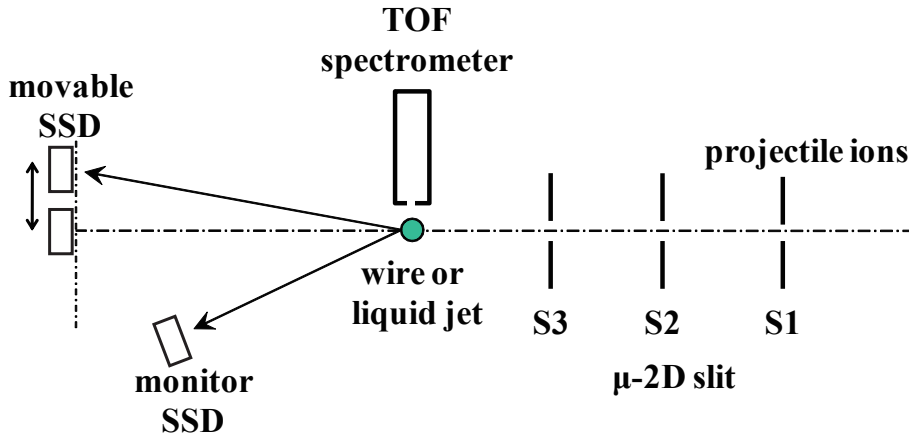 TOF
spectrometer
movable
SSD
projectile ions
wire or
liquid jet
S3
S2
S1
μ-2D slit
monitor
SSD